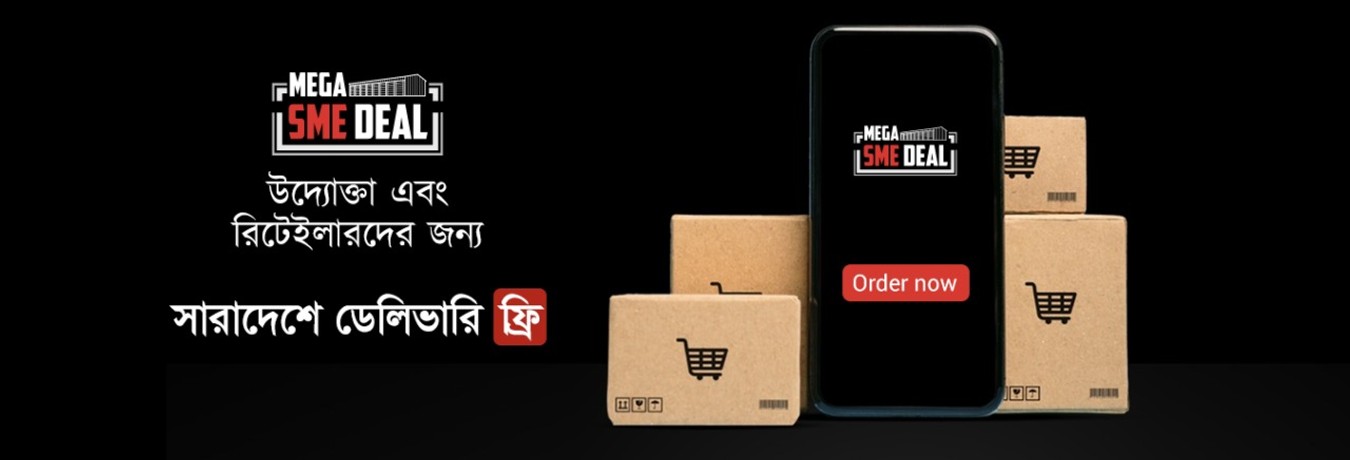 MEGA
SME DEAL
উদ্যোক্তা এবং
রিটেইলারদের জন্য
সারাদেশে ডেলিভারি ফ্রি
MEGA
SME DEAL
Order now